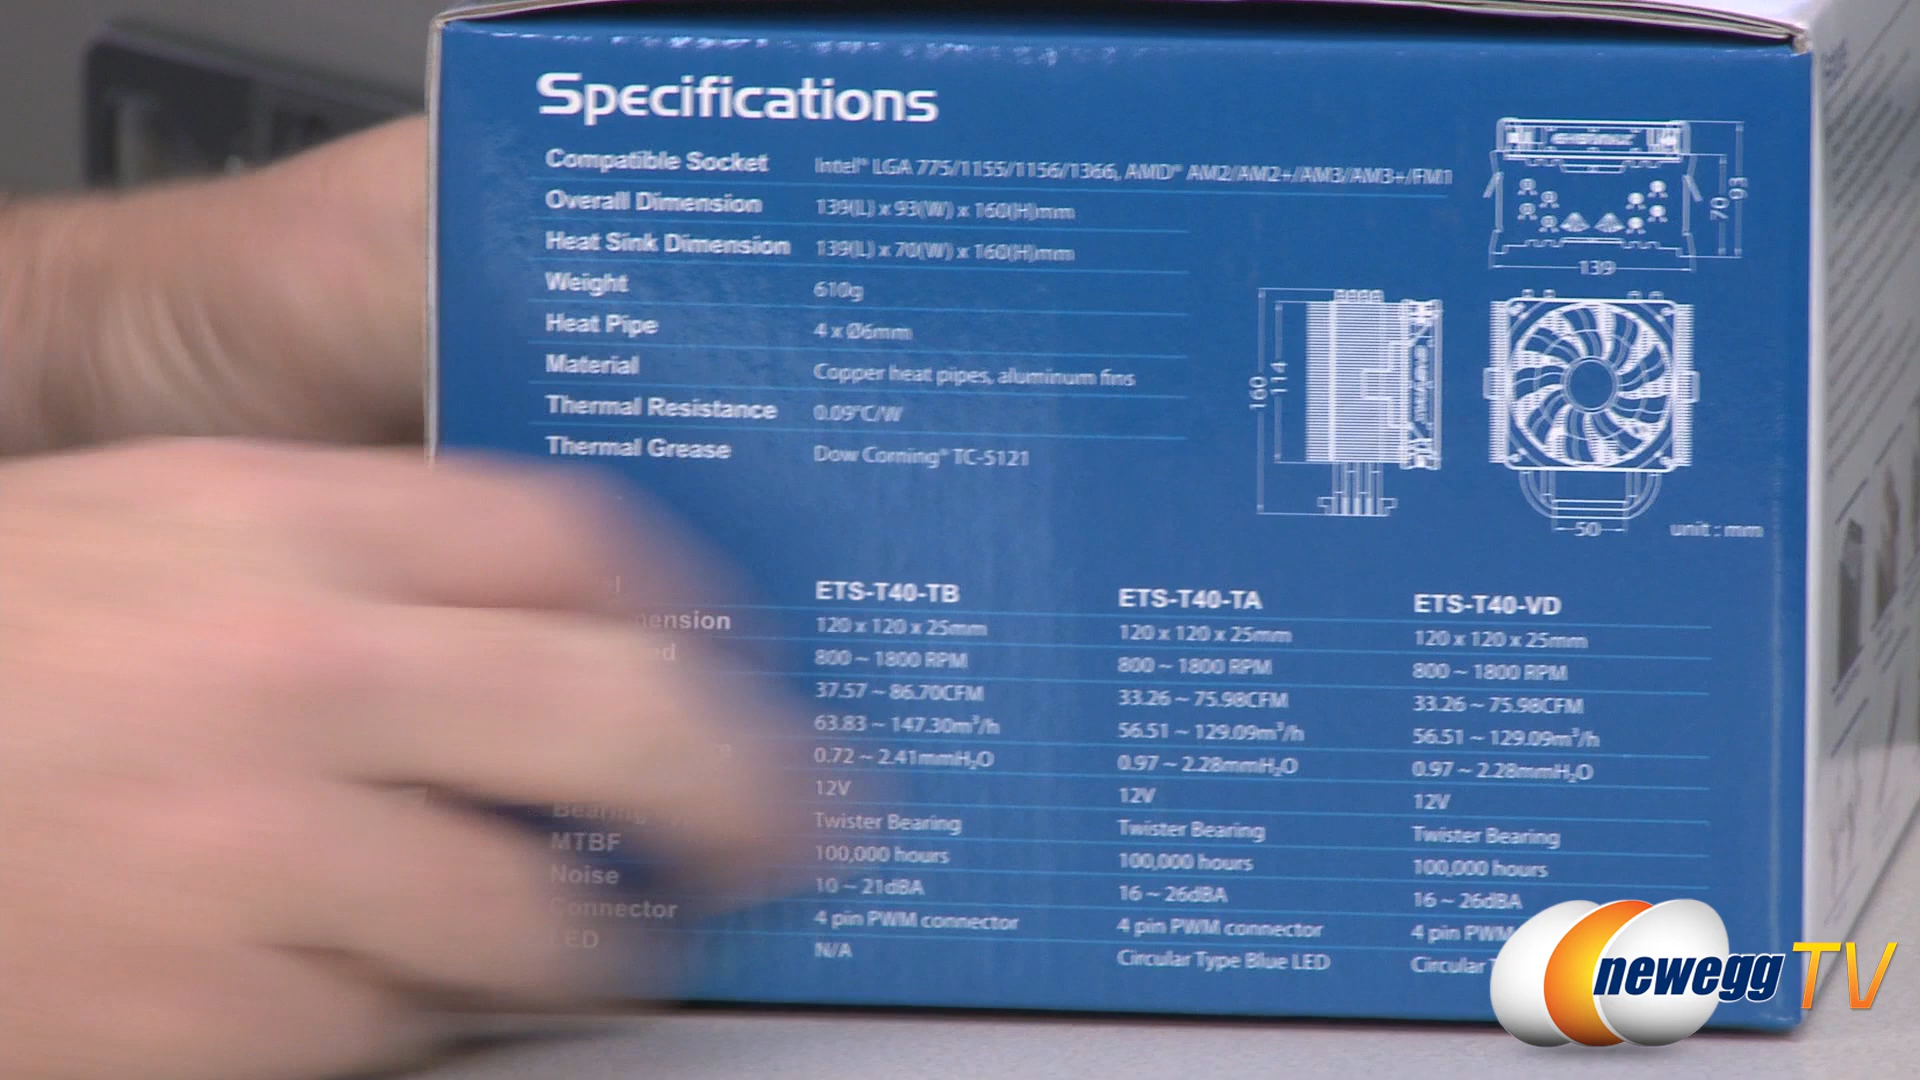 Specifications
Compatible Socket Intel® LGA 775/1155/1156/1366, AMD® AM2/AM2+/AM3/AM3+/FM1
Overall Dimension 139(L) x 93(W) x 160(H)mm
Heat Sink Dimension 139(L) x 70(W) x 160(H)mm
Weight 610g
Heat Pipe 4 x Ø6mm
Material Copper heat pipes, aluminum fins
Thermal Resistance 0.09°C/W
Thermal Grease Dow Corning® TC-5121
70
93
139
160
114
50
unit : mm
ETS-T40-TB ETS-T40-TA ETS-T40-VD
120 x 120 x 25mm 120 x 120 x 25mm 120 x 120 x 25mm
800 ~ 1800 RPM 800 ~ 1800 RPM 800 ~ 1800 RPM
37.57 ~ 86.70CFM 33.26 ~ 75.98CFM 33.26 ~ 75.98CFM
63.83 ~ 147.30m³/h 56.51 ~ 129.09m³/h 56.51 ~ 129.09m³/h
0.72 ~ 2.41mmH₂O 0.97 ~ 2.28mmH₂O 0.97 ~ 2.28mmH₂O
12V 12V 12V
Bearing Twister Bearing Twister Bearing Twister Bearing
MTBF 100,000 hours 100,000 hours 100,000 hours
Noise 10 ~ 21dBA 16 ~ 26dBA 16 ~ 26dBA
Connector 4 pin PWM connector 4 pin PWM connector 4 pin PWM
LED N/A Circular Type Blue LED Circular
newegg TV